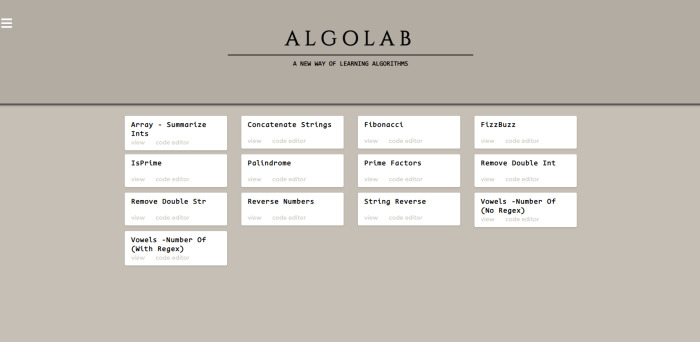 ALGOLAB
A NEW WAY OF LEARNING ALGORITHMS
Array - Summarize
Ints
view code editor
Concatenate Strings
view code editor
Fibonacci
view code editor
FizzBuzz
view code editor
IsPrime
view code editor
Palindrome
view code editor
Prime Factors
view code editor
Remove Double Int
view code editor
Remove Double Str
view code editor
Reverse Numbers
view code editor
String Reverse
view code editor
Vowels -Number Of
(No Regex)
view code editor
Vowels -Number Of
(With Regex)
view code editor